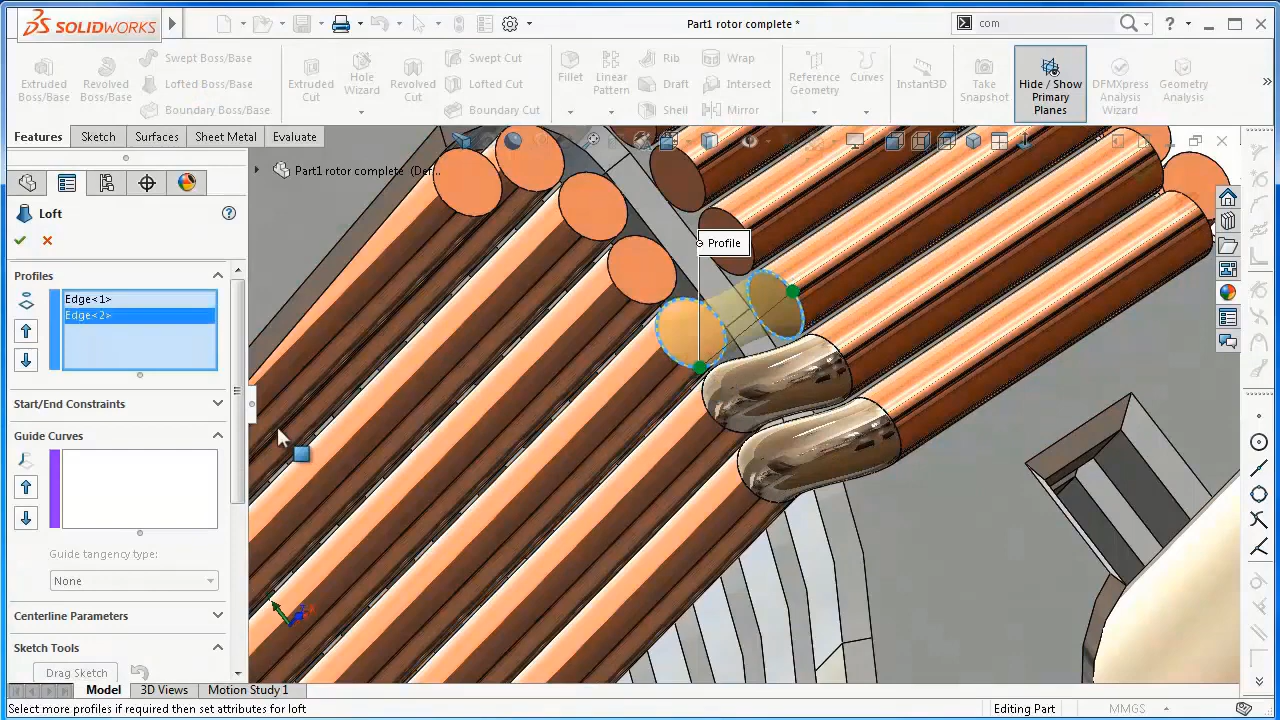 SOLIDWORKS
Part1 rotor complete *
com
?
Extruded Boss/Base
Revolved Boss/Base
Swept Boss/Base
Lofted Boss/Base
Boundary Boss/Base
Extruded Cut
Hole Wizard
Revolved Cut
Swept Cut
Lofted Cut
Boundary Cut
Fillet
Linear Pattern
Rib
Draft
Shell
Wrap
Intersect
Mirror
Reference Geometry
Curves
Instant3D
Take Snapshot
Hide / Show Primary Planes
DFMXpress Analysis Wizard
Geometry Analysis
Features
Sketch
Surfaces
Sheet Metal
Evaluate
Part1 rotor complete (Def...
Loft
?
Profiles
Edge<1>
Edge<2>
Profile
Start/End Constraints
Guide Curves
Guide tangency type:
None
Centerline Parameters
Sketch Tools
Drag Sketch
Model
3D Views
Motion Study 1
Select more profiles if required then set attributes for loft
Editing Part
MMGS